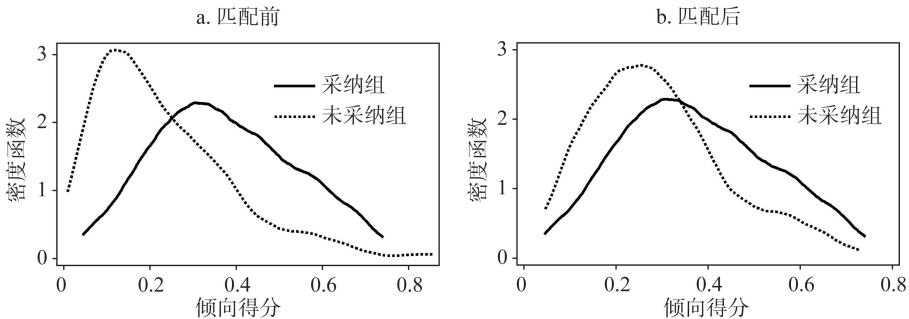 a. 匹配前
3
2
1
0
密度函数
采纳组
未采纳组
0
0.2
0.4
0.6
0.8
倾向得分
b. 匹配后
3
2
1
0
密度函数
采纳组
未采纳组
0
0.2
0.4
0.6
0.8
倾向得分